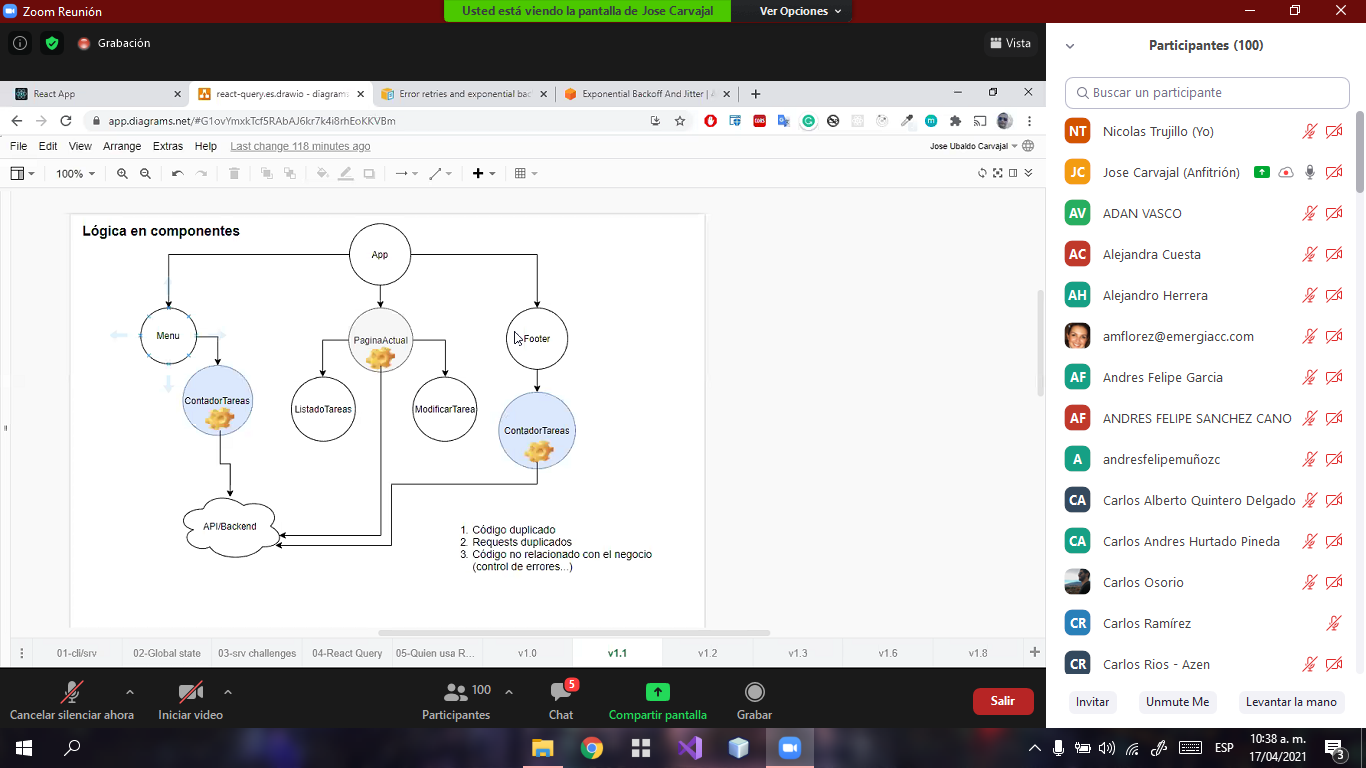 Zoom Reunión
Usted está viendo la pantalla de Jose Carvajal
Ver Opciones
Grabación
Vista
React App
react-query.es.drawio - diagrams
Error retries and exponential bac
Exponential Backoff And Jitter | A
app.diagrams.net/#G1ovYmxkTcf5RAbAJ6kr7k4i8rhEoKKVBm
File Edit View Arrange Extras Help Last change 118 minutes ago
Jose Ubaldo Carvajal
100%
Lógica en componentes
App
Menu
PaginaActual
Footer
ContadorTareas
ListadoTareas
ModificarTarea
ContadorTareas
API/Backend
1. Código duplicado
2. Requests duplicados
3. Código no relacionado con el negocio
(control de errores...)
01-cli/srv
02-Global state
03-srv challenges
04-React Query
05-Quien usa R...
v1.0
v1.1
v1.2
v1.3
v1.6
v1.8
Participantes (100)
Buscar un participante
NT Nicolas Trujillo (Yo)
JC Jose Carvajal (Anfitrión)
AV ADAN VASCO
AC Alejandra Cuesta
AH Alejandro Herrera
amflorez@emergiacc.com
AF Andres Felipe Garcia
AF ANDRES FELIPE SANCHEZ CANO
A andresfelipemuñozc
CA Carlos Alberto Quintero Delgado
CA Carlos Andres Hurtado Pineda
Carlos Osorio
CR Carlos Ramírez
CR Carlos Rios - Azen
Invitar
Unmute Me
Levantar la mano
Cancelar silenciar ahora
Iniciar video
100
Participantes
5
Chat
Compartir pantalla
Grabar
Salir
ESP
10:38 a. m.
17/04/2021
3